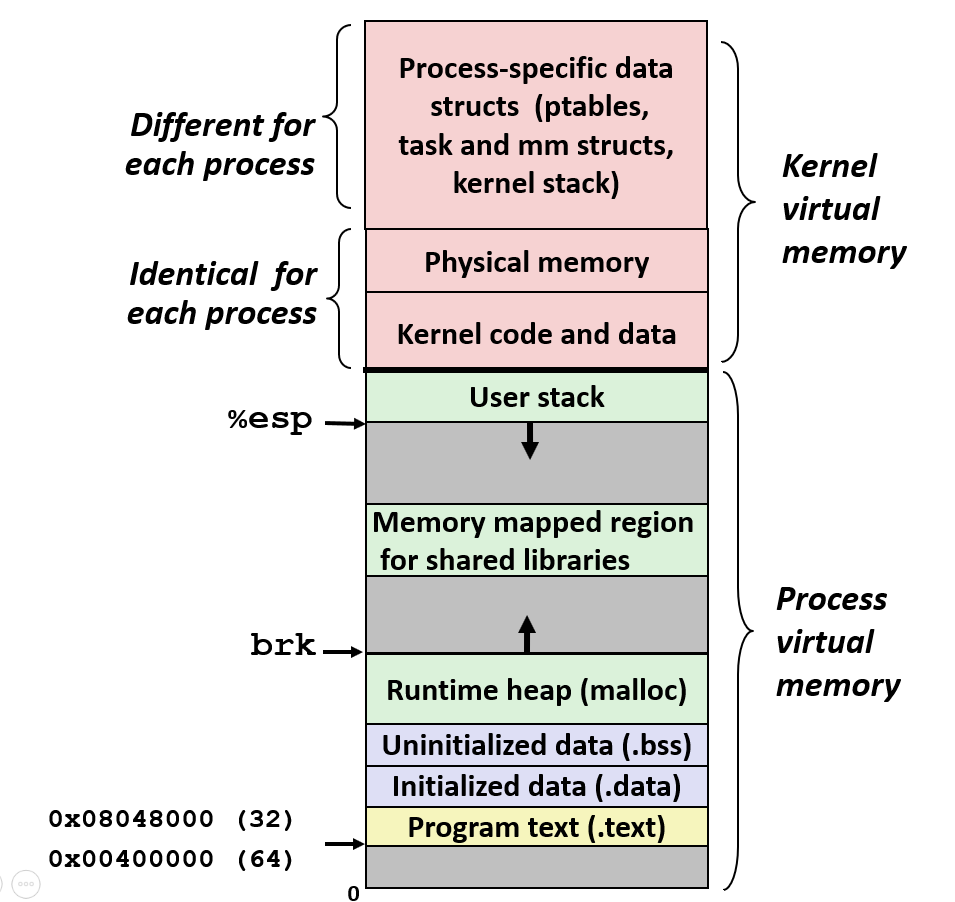 Process-specific data
structs (ptables,
task and mm structs,
kernel stack)
Different for
each process
Kernel
virtual
memory
Physical memory
Identical for
each process
Kernel code and data
User stack
%esp
Memory mapped region
for shared libraries
Process
virtual
memory
brk
Runtime heap (malloc)
Uninitialized data (.bss)
Initialized data (.data)
Program text (.text)
0x08048000 (32)
0x00400000 (64)
0